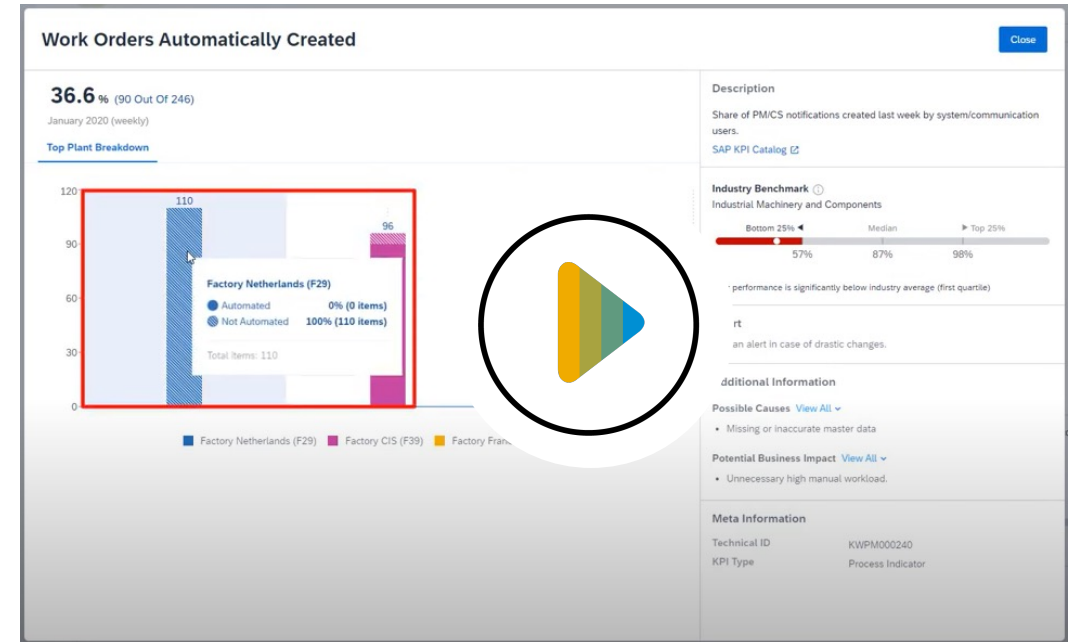 Work Orders Automatically Created
Close
36.6 % (90 Out Of 246)
January 2020 (weekly)
Top Plant Breakdown
120
90
60
30
0
110
96
Factory Netherlands (F29)
Automated 0% (0 items)
Not Automated 100% (110 items)
Total Items: 110
Factory Netherlands (F29) Factory CIS (F39) Factory Fran
Description
Share of PM/CS notifications created last week by system/communication
users.
SAP KPI Catalog
Industry Benchmark
Industrial Machinery and Components
Bottom 25% Median Top 25%
57% 87% 98%
performance is significantly below industry average (first quartile)
rt
an alert in case of drastic changes.
dditional Information
Possible Causes View All
• Missing or inaccurate master data
Potential Business Impact View All
• Unnecessary high manual workload.
Meta Information
Technical ID KWPM000240
KPI Type Process Indicator